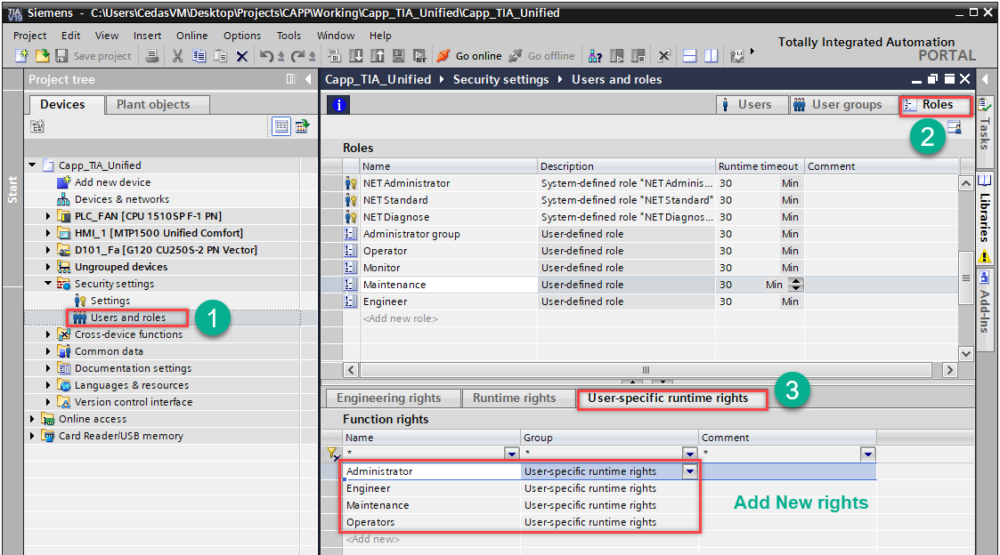 TIA V19 Siemens - C:\Users\CedasVM\Desktop\Projects\CAPP\Working\Capp_TIA_Unified\Capp_TIA_Unified
Project Edit View Insert Online Options Tools Window Help
Totally Integrated Automation
PORTAL
Save project Go online Go offline
Project tree
Devices Plant objects
Start
Capp_TIA_Unified
Add new device
Devices & networks
PLC_FAN [CPU 1510SP F-1 PN]
HMI_1 [MTP1500 Unified Comfort]
D101_Fa [G120 CU250S-2 PN Vector]
Ungrouped devices
Security settings
Settings
Users and roles
1
Cross-device functions
Common data
Documentation settings
Languages & resources
Version control interface
Online access
Card Reader/USB memory
Capp_TIA_Unified Security settings Users and roles
Users User groups Roles
2
Roles
Name Description Runtime timeout Comment
NET Administrator System-defined role "NET Adminis... 30 Min
NET Standard System-defined role "NET Standard" 30 Min
NET Diagnose System-defined role "NET Diagnos... 30 Min
Administrator group User-defined role 30 Min
Operator User-defined role 30 Min
Monitor User-defined role 30 Min
Maintenance User-defined role 30 Min
Engineer User-defined role 30 Min
<Add new role>
Engineering rights Runtime rights User-specific runtime rights
3
Function rights
Name Group Comment
* * *
Administrator User-specific runtime rights
Engineer User-specific runtime rights
Maintenance User-specific runtime rights
Operators User-specific runtime rights
<Add new>
Add New rights
Tasks
Libraries
Add-Ins